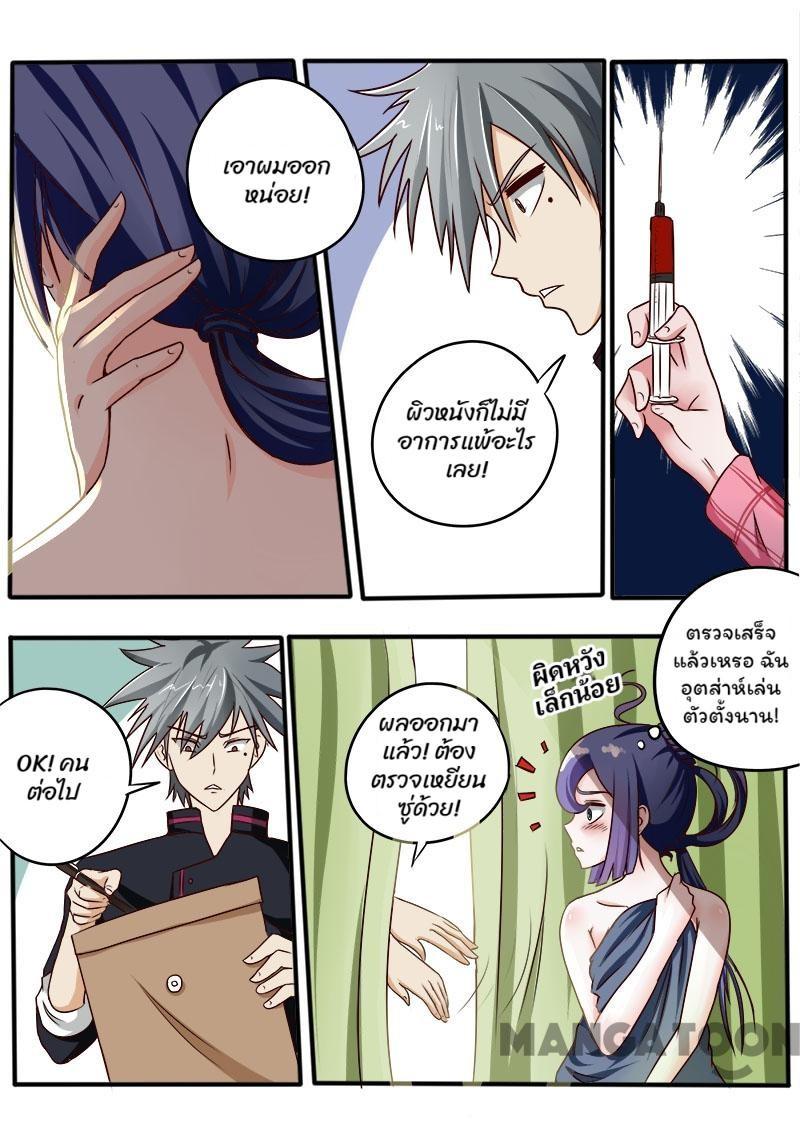 เอาผมออก
หน่อย!
ผิวหนังก็ไม่มี
อาการแพ้อะไร
เลย!
OK! คน
ต่อไป
ผลออกมา
แล้ว! ต้อง
ตรวจเหยียน
ซู่ด้วย!
ผิดหวัง
เล็กน้อย
ตรวจเสร็จ
แล้วเหรอ ฉัน
อุตส่าห์เล่น
ตัวตั้งนาน!
MANGATOON